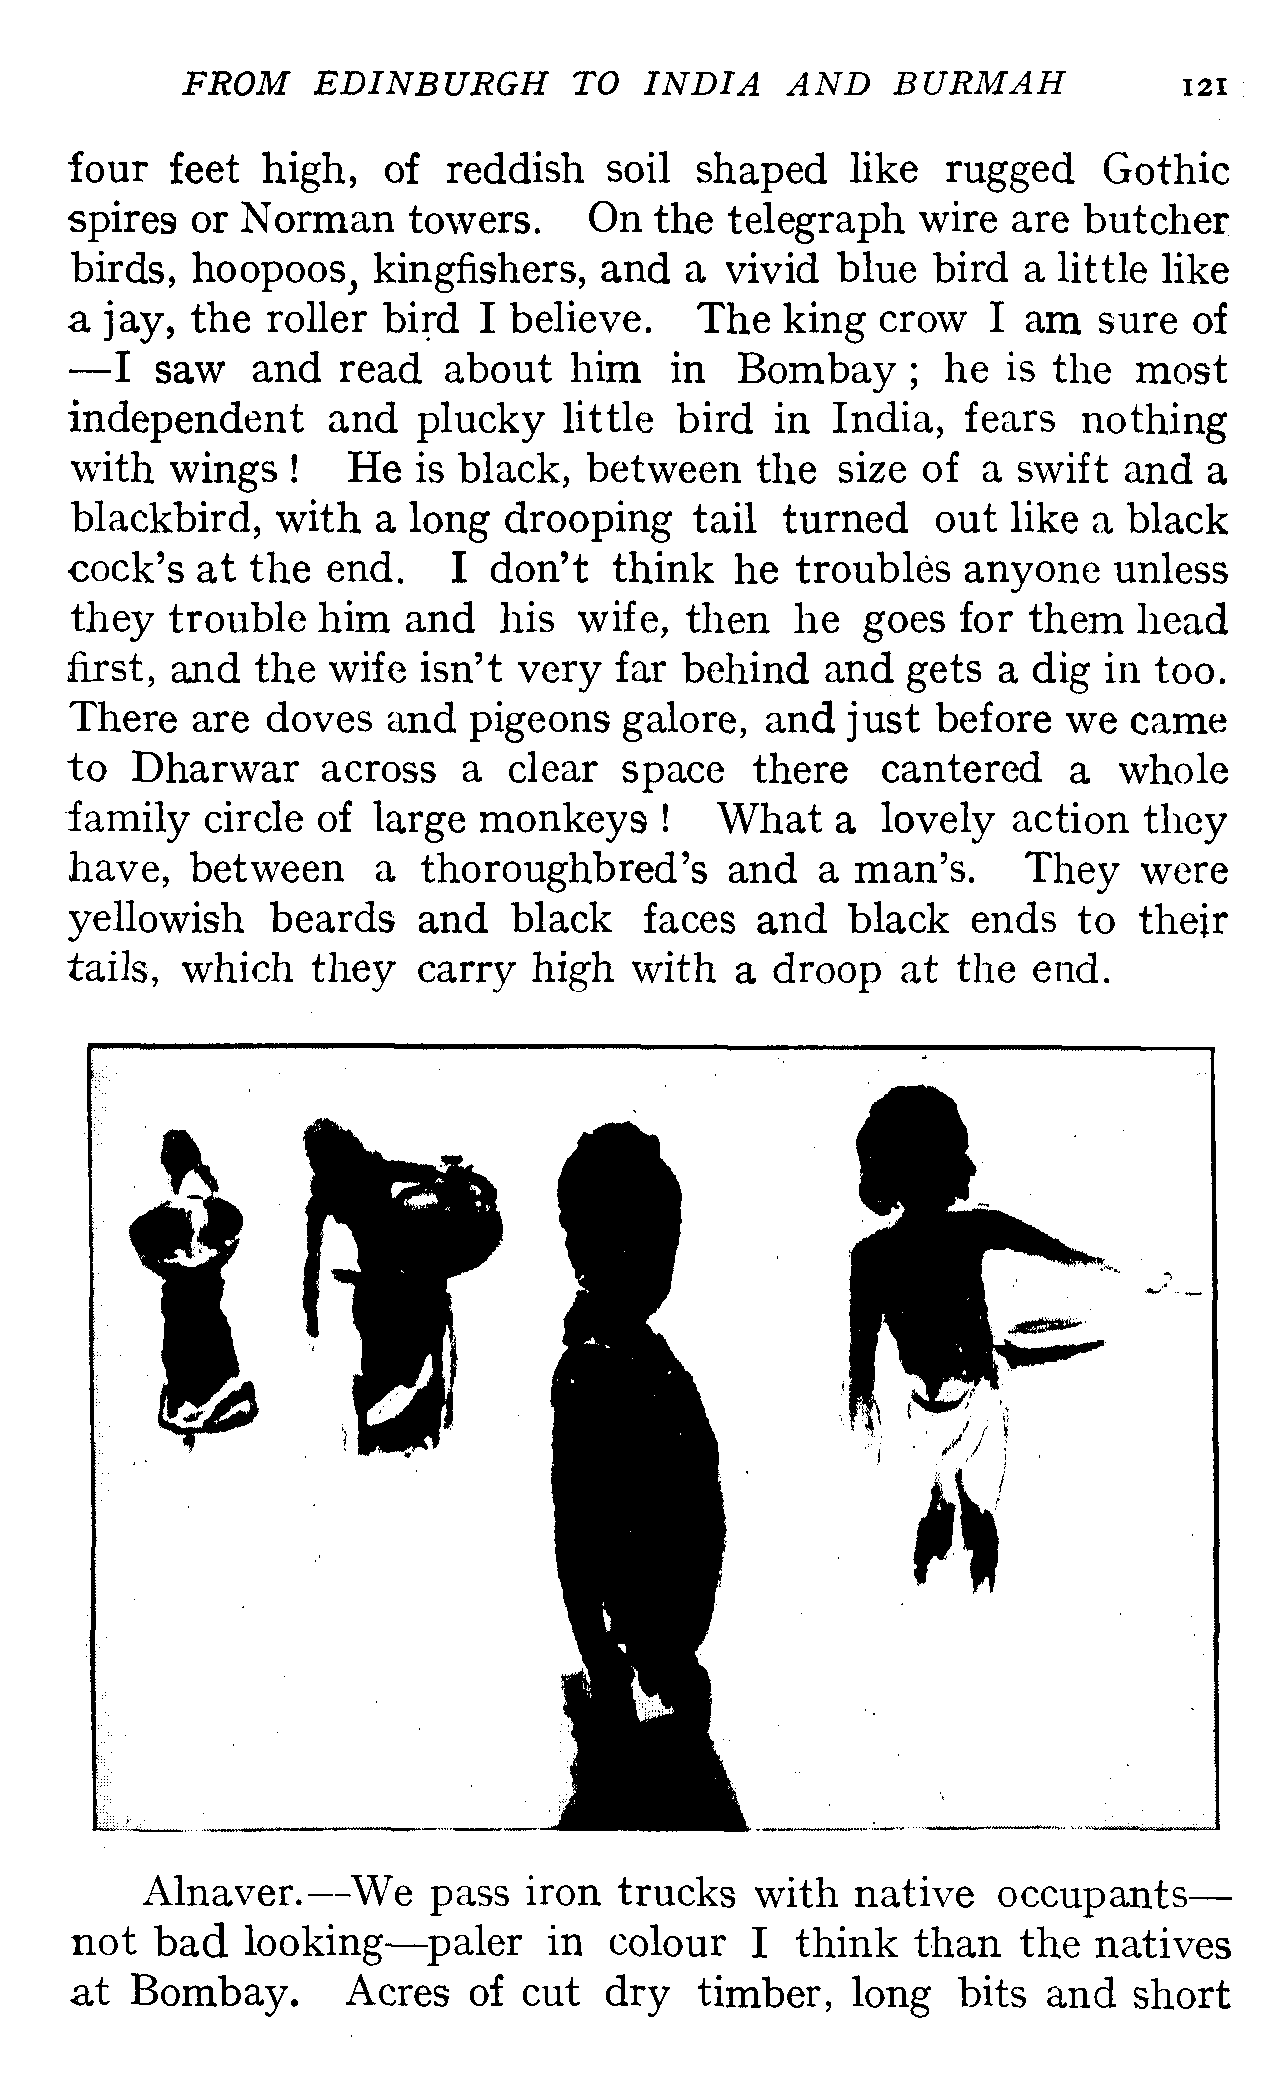 FROM EDINBURGH TO INDIA AND BURMAH 121
four feet high, of reddish soil shaped like rugged Gothic
spires or Norman towers. On the telegraph wire are butcher
birds, hoopoos, kingfishers, and a vivid blue bird a little like
a jay, the roller bird I believe. The king crow I am sure of
—I saw and read about him in Bombay ; he is the most
independent and plucky little bird in India, fears nothing
with wings ! He is black, between the size of a swift and a
blackbird, with a long drooping tail turned out like a black
cock's at the end. I don't think he troubles anyone unless
they trouble him and his wife, then he goes for them head
first, and the wife isn't very far behind and gets a dig in too.
There are doves and pigeons galore, and just before we came
to Dharwar across a clear space there cantered a whole
family circle of large monkeys ! What a lovely action they
have, between a thoroughbred's and a man's. They were
yellowish beards and black faces and black ends to their
tails, which they carry high with a droop at the end.
Alnaver.—We pass iron trucks with native occupants—
not bad looking—paler in colour I think than the natives
at Bombay. Acres of cut dry timber, long bits and short